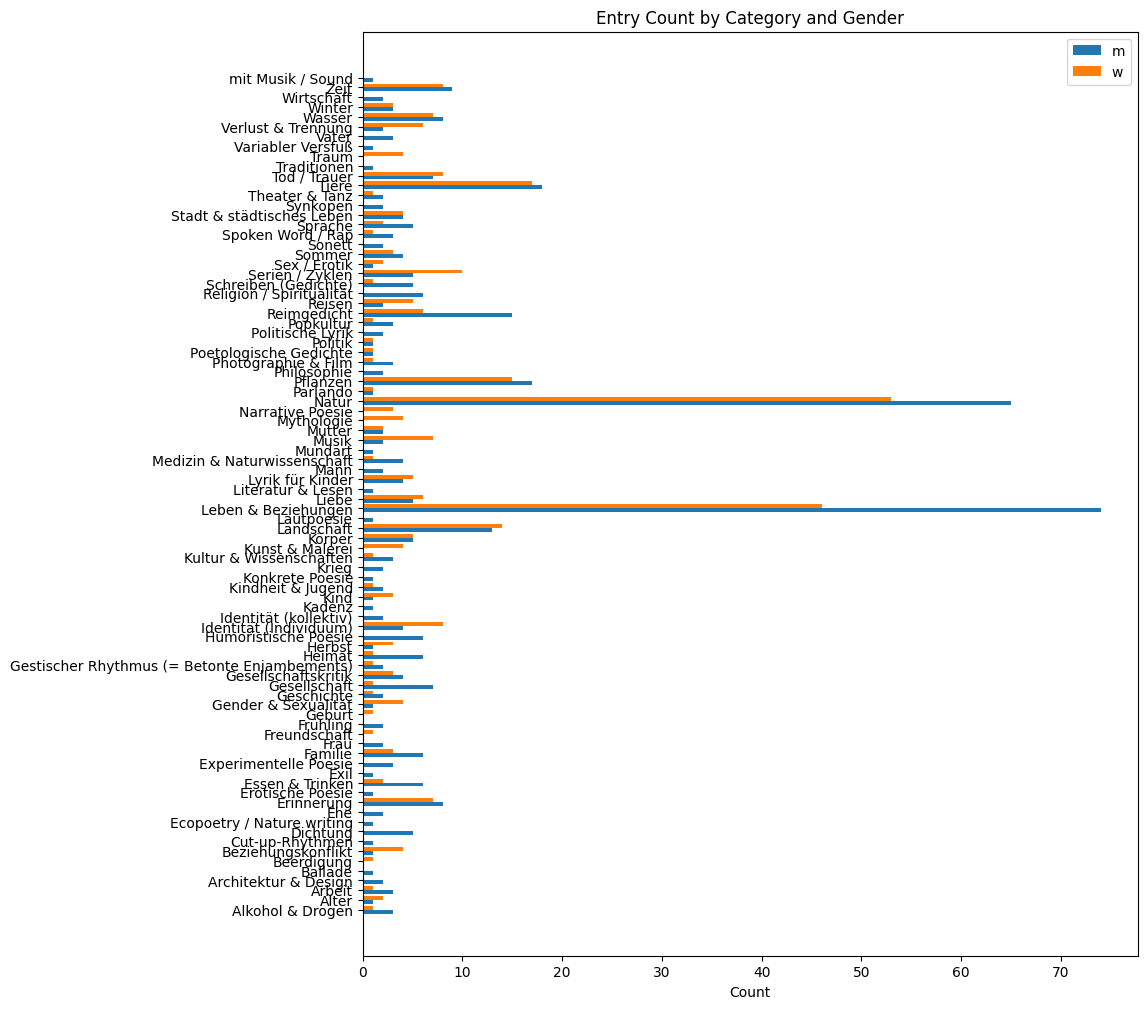 Entry Count by Category and Gender
m
w
mit Musik / Sound
Zeit
Wirtschaft
Winter
Wasser
Verlust & Trennung
Vater
Variabler Versfuß
Traum
Traditionen
Tod / Trauer
Tiere
Theater & Tanz
Synkopen
Stadt & städtisches Leben
Sprache
Spoken Word / Rap
Sonett
Sommer
Sex / Erotik
Serien / Zyklen
Schreiben (Gedichte)
Religion / Spiritualität
Reisen
Reimgedicht
Popkultur
Politische Lyrik
Politik
Poetologische Gedichte
Photographie & Film
Philosophie
Pflanzen
Parlando
Natur
Narrative Poesie
Mythologie
Mutter
Musik
Mundart
Medizin & Naturwissenschaft
Mann
Lyrik für Kinder
Literatur & Lesen
Liebe
Leben & Beziehungen
Lautpoesie
Landschaft
Körper
Kunst & Malerei
Kultur & Wissenschaften
Krieg
Konkrete Poesie
Kindheit & Jugend
Kind
Kadenz
Identität (kollektiv)
Identität (Individuum)
Humoristische Poesie
Herbst
Heimat
Gestischer Rhythmus (= Betonte Enjambements)
Gesellschaftskritik
Gesellschaft
Geschichte
Gender & Sexualität
Geburt
Frühling
Freundschaft
Frau
Familie
Experimentelle Poesie
Exil
Essen & Trinken
Erotische Poesie
Erinnerung
Ehe
Ecopoetry / Nature writing
Dichtung
Cut-up-Rhythmen
Beziehungskonflikt
Beerdigung
Ballade
Architektur & Design
Arbeit
Alter
Alkohol & Drogen
0 10 20 30 40 50 60 70
Count